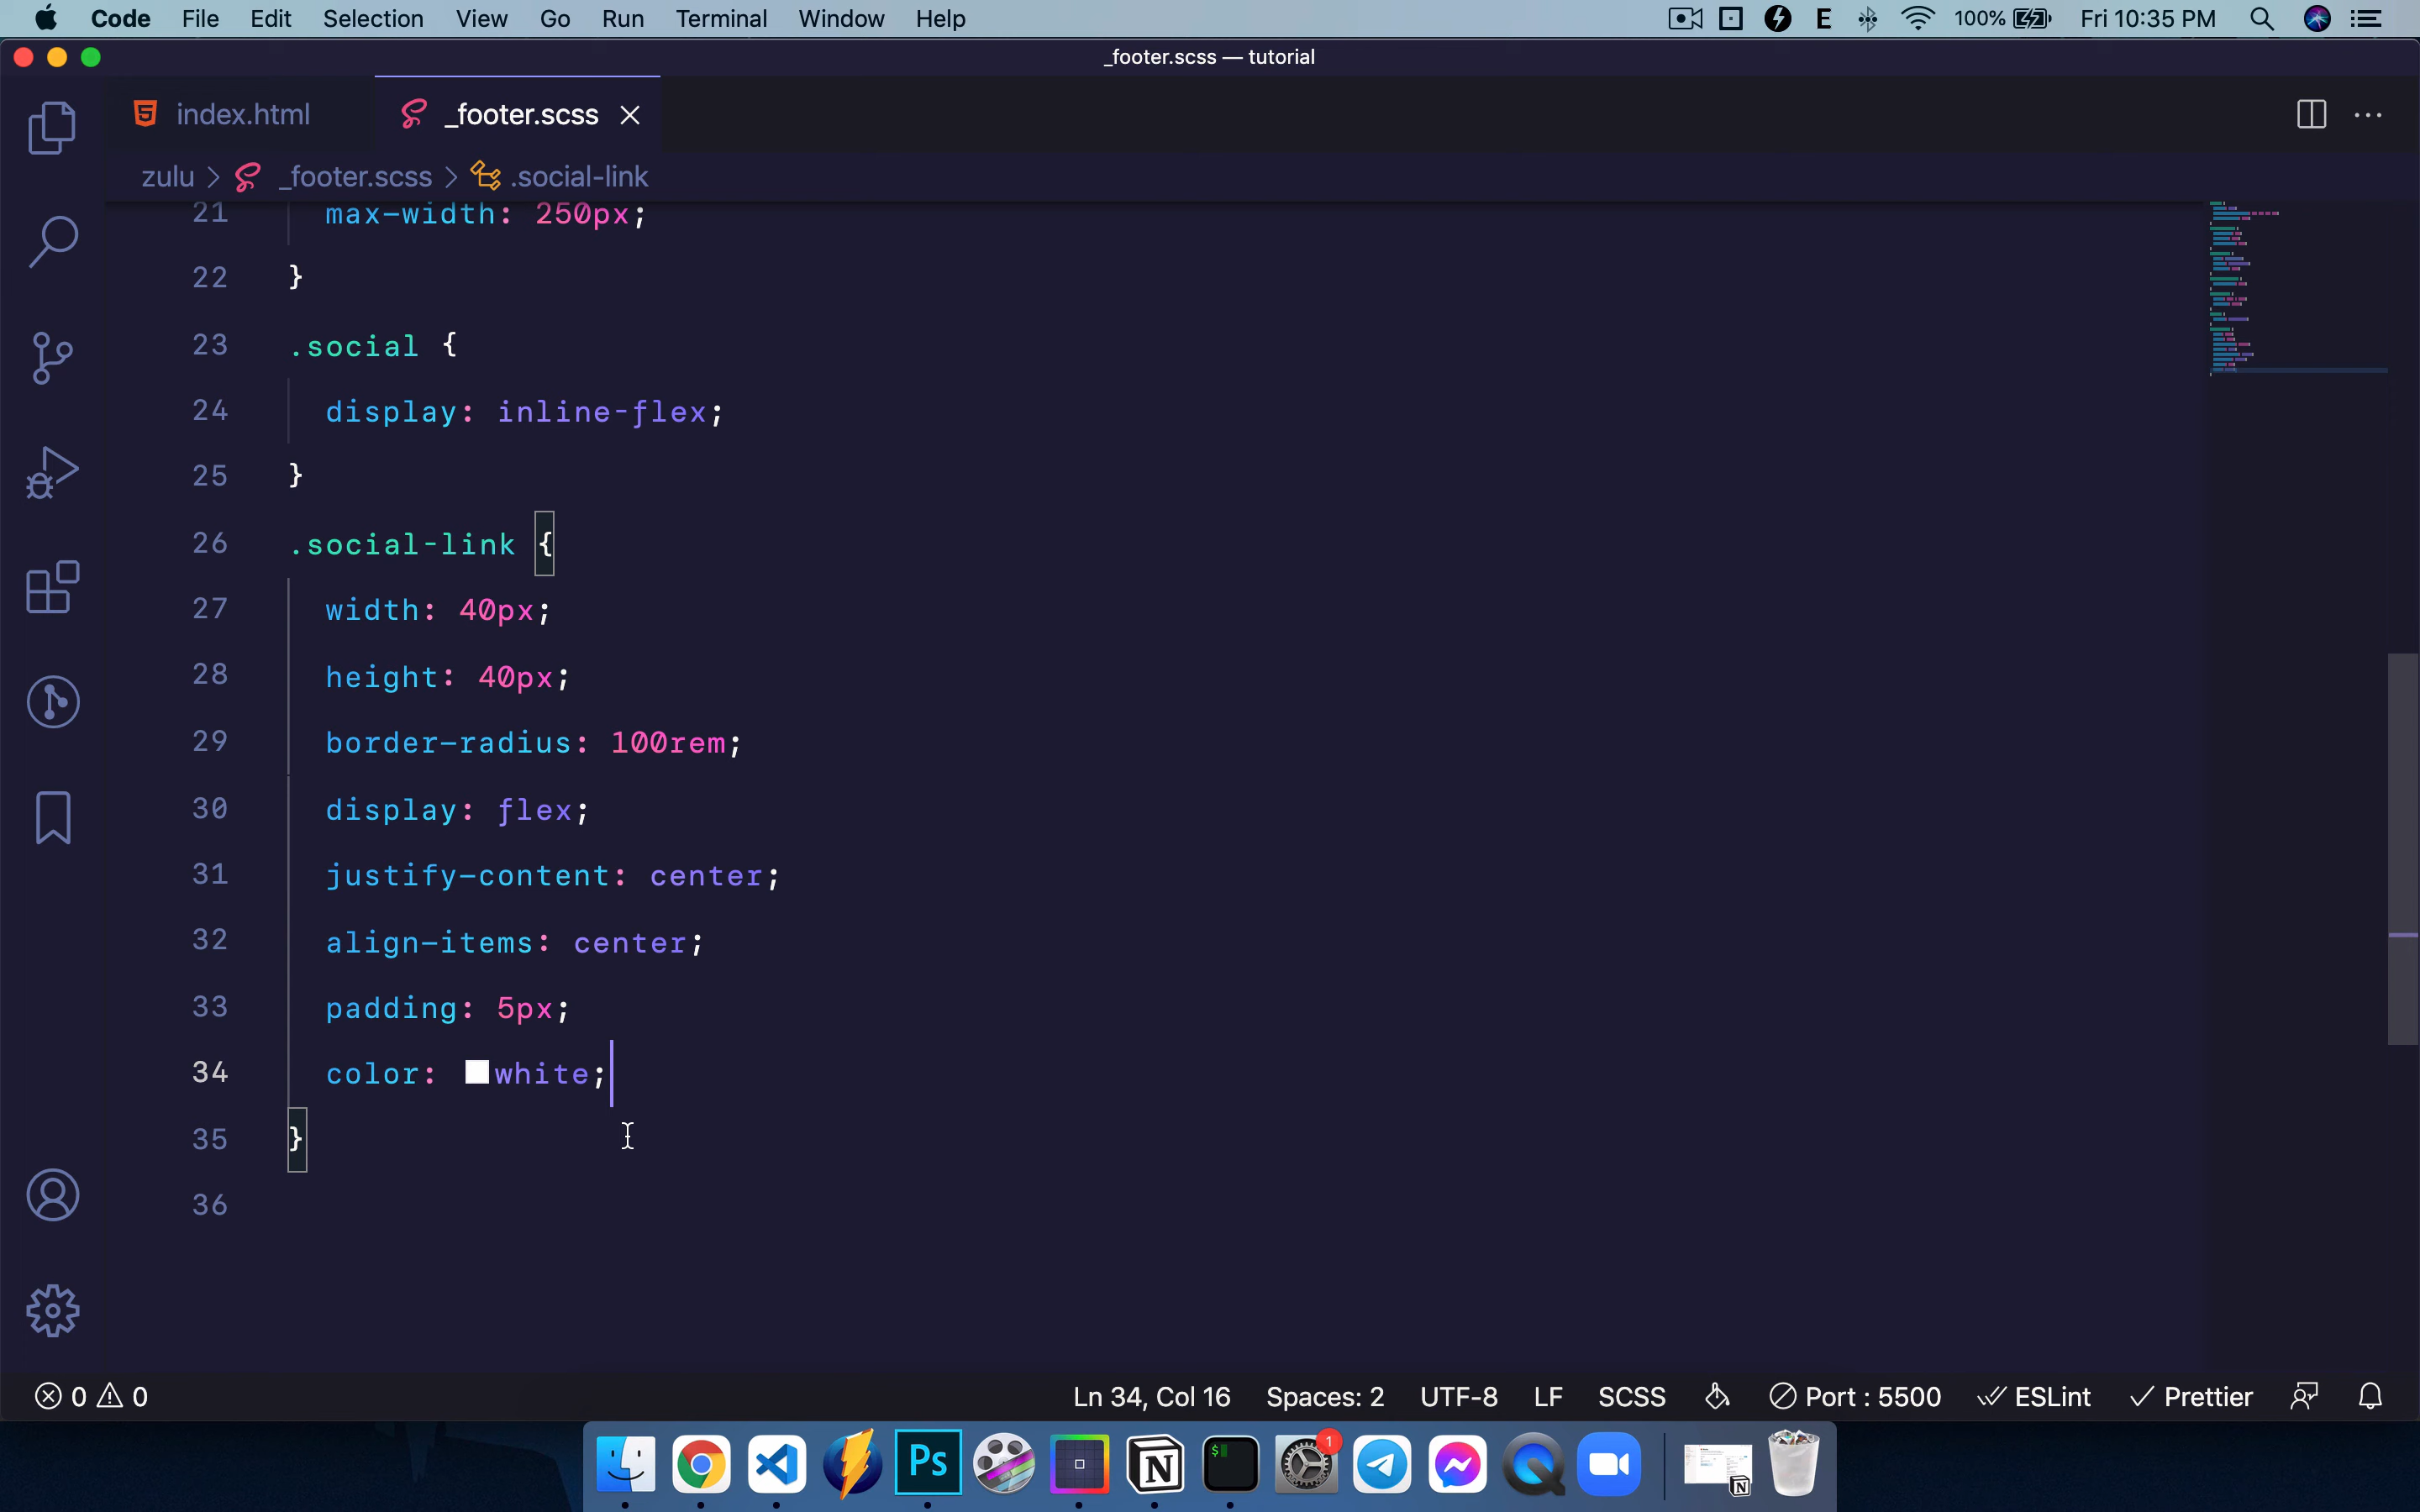 Code File Edit Selection View Go Run Terminal Window Help E 100% Fri 10:35 PM
_footer.scss — tutorial
index.html _footer.scss
zulu > _footer.scss > .social-link
21 max-width: 250px;
22 }
23 .social {
24 display: inline-flex;
25 }
26 .social-link {
27 width: 40px;
28 height: 40px;
29 border-radius: 100rem;
30 display: flex;
31 justify-content: center;
32 align-items: center;
33 padding: 5px;
34 color: white;
35 }
36
0 0 Ln 34, Col 16 Spaces: 2 UTF-8 LF SCSS Port : 5500 ESLint Prettier
Ps N $ 1 N